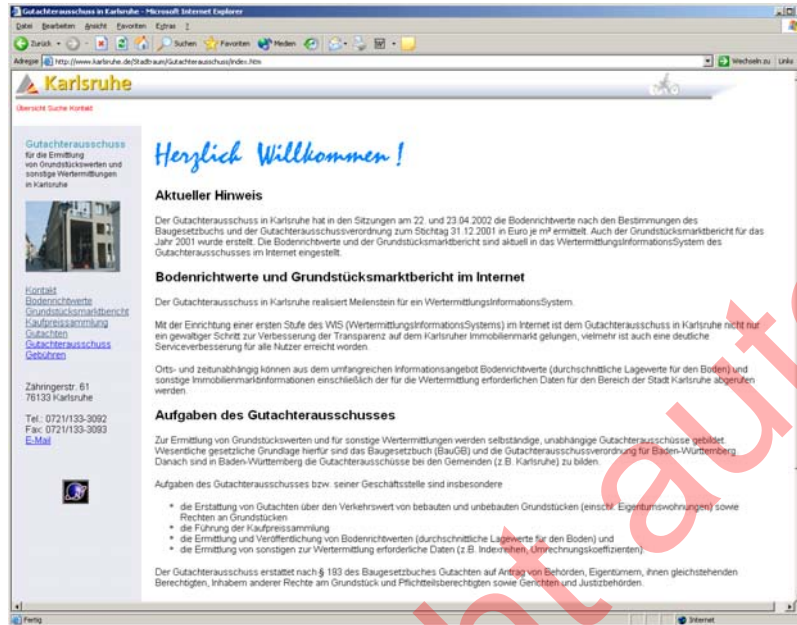 Gutachterausschuss in Karlsruhe - Microsoft Internet Explorer
Datei Bearbeiten Ansicht Favoriten Extras ?
Zurück Suchen Favoriten Medien
Adresse http://www.karlsruhe.de/Stadtraum/Gutachterausschuss/index.htm Wechseln zu Links
Karlsruhe
Übersicht Suche Kontakt
Gutachterausschuss
für die Ermittlung
von Grundstückswerten und
sonstige Wertermittlungen
in Karlsruhe
Kontakt
Bodenrichtwerte
Grundstücksmarktbericht
Kaufpreissammlung
Gutachten
Gutachterausschuss
Gebühren
Zähringerstr. 61
76133 Karlsruhe
Tel.: 0721/133-3092
Fax: 0721/133-3093
E-Mail
Herzlich Willkommen !
Aktueller Hinweis
Der Gutachterausschuss in Karlsruhe hat in den Sitzungen am 22. und 23.04.2002 die Bodenrichtwerte nach den Bestimmungen des
Baugesetzbuchs und der Gutachterausschussverordnung zum Stichtag 31.12.2001 in Euro je m² ermittelt. Auch der Grundstücksmarktbericht für das
Jahr 2001 wurde erstellt. Die Bodenrichtwerte und der Grundstücksmarktbericht sind aktuell in das WertermittlungsInformationsSystem des
Gutachterausschusses im Internet eingestellt.
Bodenrichtwerte und Grundstücksmarktbericht im Internet
Der Gutachterausschuss in Karlsruhe realisiert Meilenstein für ein WertermittlungsInformationsSystem.
Mit der Einrichtung einer ersten Stufe des WIS (WertermittlungsInformationsSystems) im Internet ist dem Gutachterausschuss in Karlsruhe nicht nur
ein gewaltiger Schritt zur Verbesserung der Transparenz auf dem Karlsruher Immobilienmarkt gelungen, vielmehr ist auch eine deutliche
Serviceverbesserung für alle Nutzer erreicht worden.
Orts- und zeitunabhängig können aus dem umfangreichen Informationsangebot Bodenrichtwerte (durchschnittliche Lagewerte für den Boden) und
sonstige Immobilienmarktinformationen einschließlich der für die Wertermittlung erforderlichen Daten für den Bereich der Stadt Karlsruhe abgerufen
werden.
Aufgaben des Gutachterausschusses
Zur Ermittlung von Grundstückswerten und für sonstige Wertermittlungen werden selbständige, unabhängige Gutachterausschüsse gebildet.
Wesentliche gesetzliche Grundlage hierfür sind das Baugesetzbuch (BauGB) und die Gutachterausschussverordnung für Baden-Württemberg.
Danach sind in Baden-Württemberg die Gutachterausschüsse bei den Gemeinden (z.B. Karlsruhe) zu bilden.
Aufgaben des Gutachterausschusses bzw. seiner Geschäftsstelle sind insbesondere
* die Erstattung von Gutachten über den Verkehrswert von bebauten und unbebauten Grundstücken (einschl. Eigentumswohnungen) sowie
Rechten an Grundstücken
* die Führung der Kaufpreissammlung
* die Ermittlung und Veröffentlichung von Bodenrichtwerten (durchschnittliche Lagewerte für den Boden) und
* die Ermittlung von sonstigen zur Wertermittlung erforderliche Daten (z.B. Indexreihen, Umrechnungskoeffizienten)
Der Gutachterausschuss erstattet nach § 193 des Baugesetzbuches Gutachten auf Antrag von Behörden, Eigentümern, ihnen gleichstehenden
Berechtigten, Inhabern anderer Rechte am Grundstück und Pflichtteilsberechtigten sowie Gerichten und Justizbehörden.
Fertig Internet